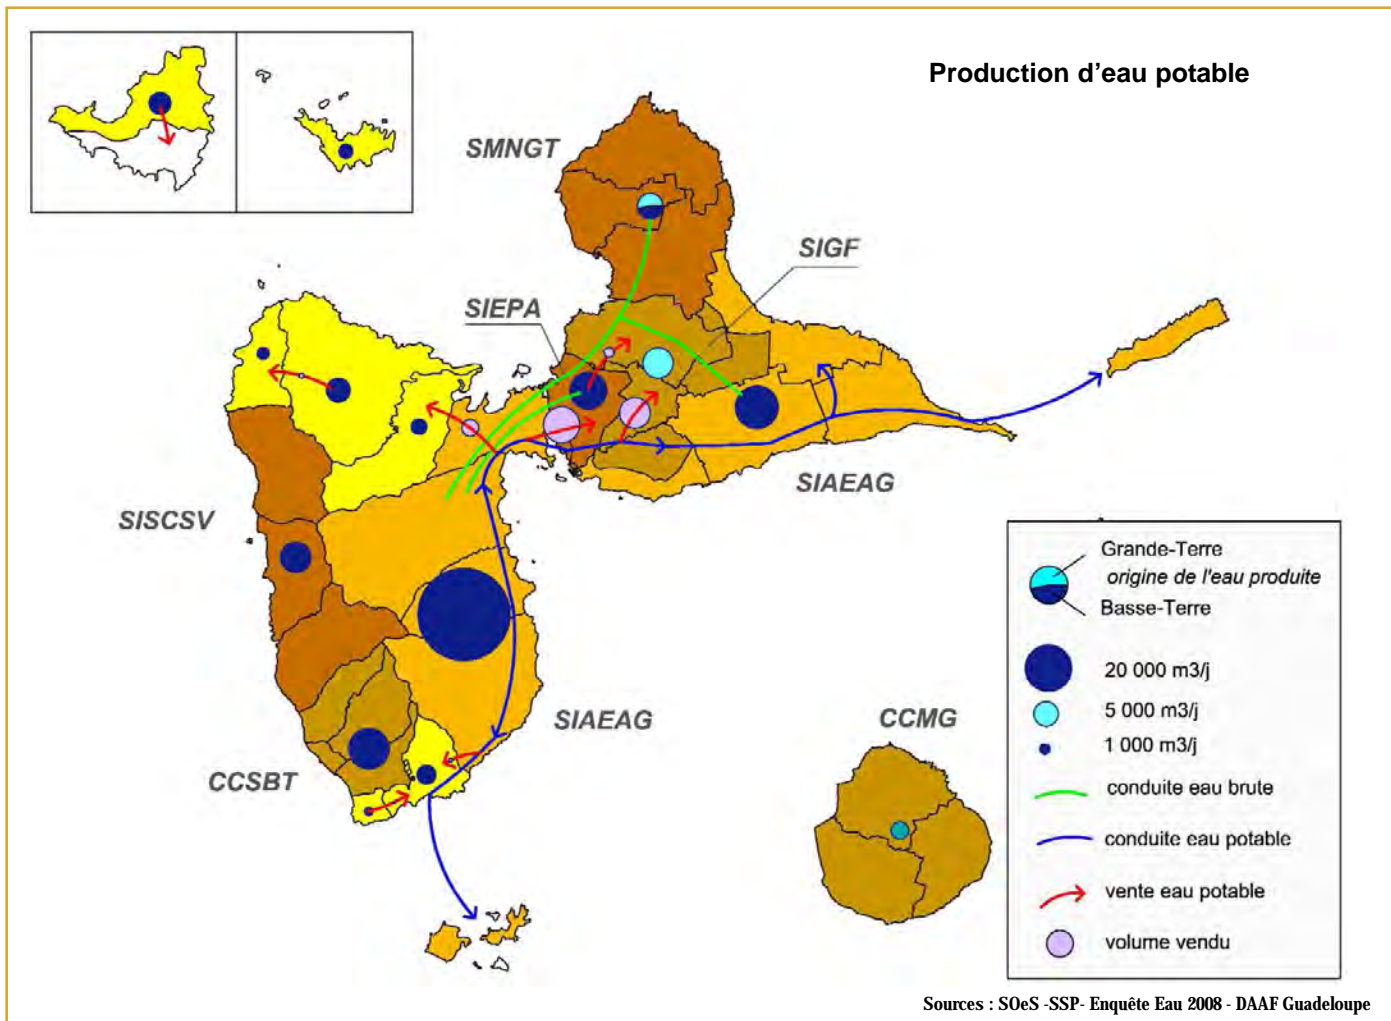 Production d'eau potable
SMNGT
SIGF
SIEPA
SISCSV
SIAEAG
SIAEAG
CCSBT
CCMG
Grande-Terre
origine de l'eau produite
Basse-Terre
20 000 m3/j
5 000 m3/j
1 000 m3/j
conduite eau brute
conduite eau potable
vente eau potable
volume vendu
Sources : SOeS -SSP- Enquête Eau 2008 - DAAF Guadeloupe